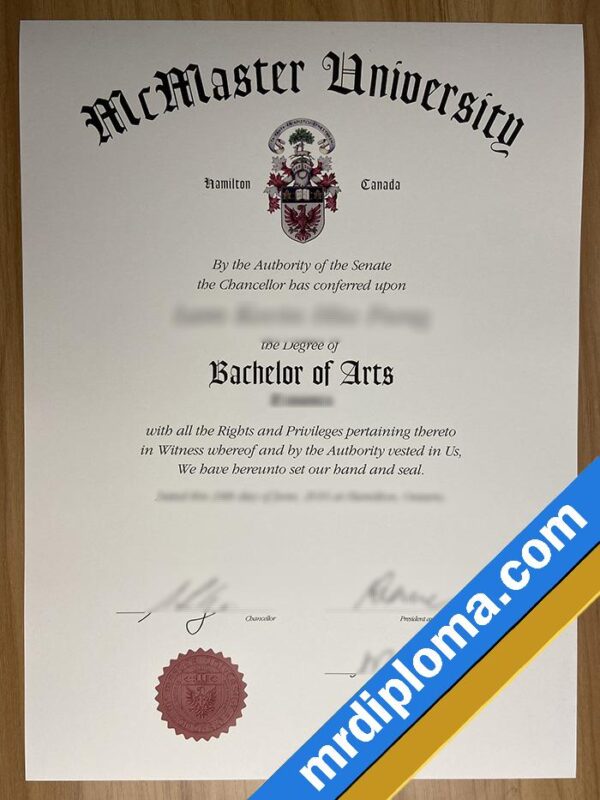 McMaster University
Hamilton Canada
By the Authority of the Senate
the Chancellor has conferred upon
the Degree of
Bachelor of Arts
with all the Rights and Privileges pertaining thereto
in Witness whereof and by the Authority vested in Us,
We have hereunto set our hand and seal.
Chancellor
President
mrdiploma.com